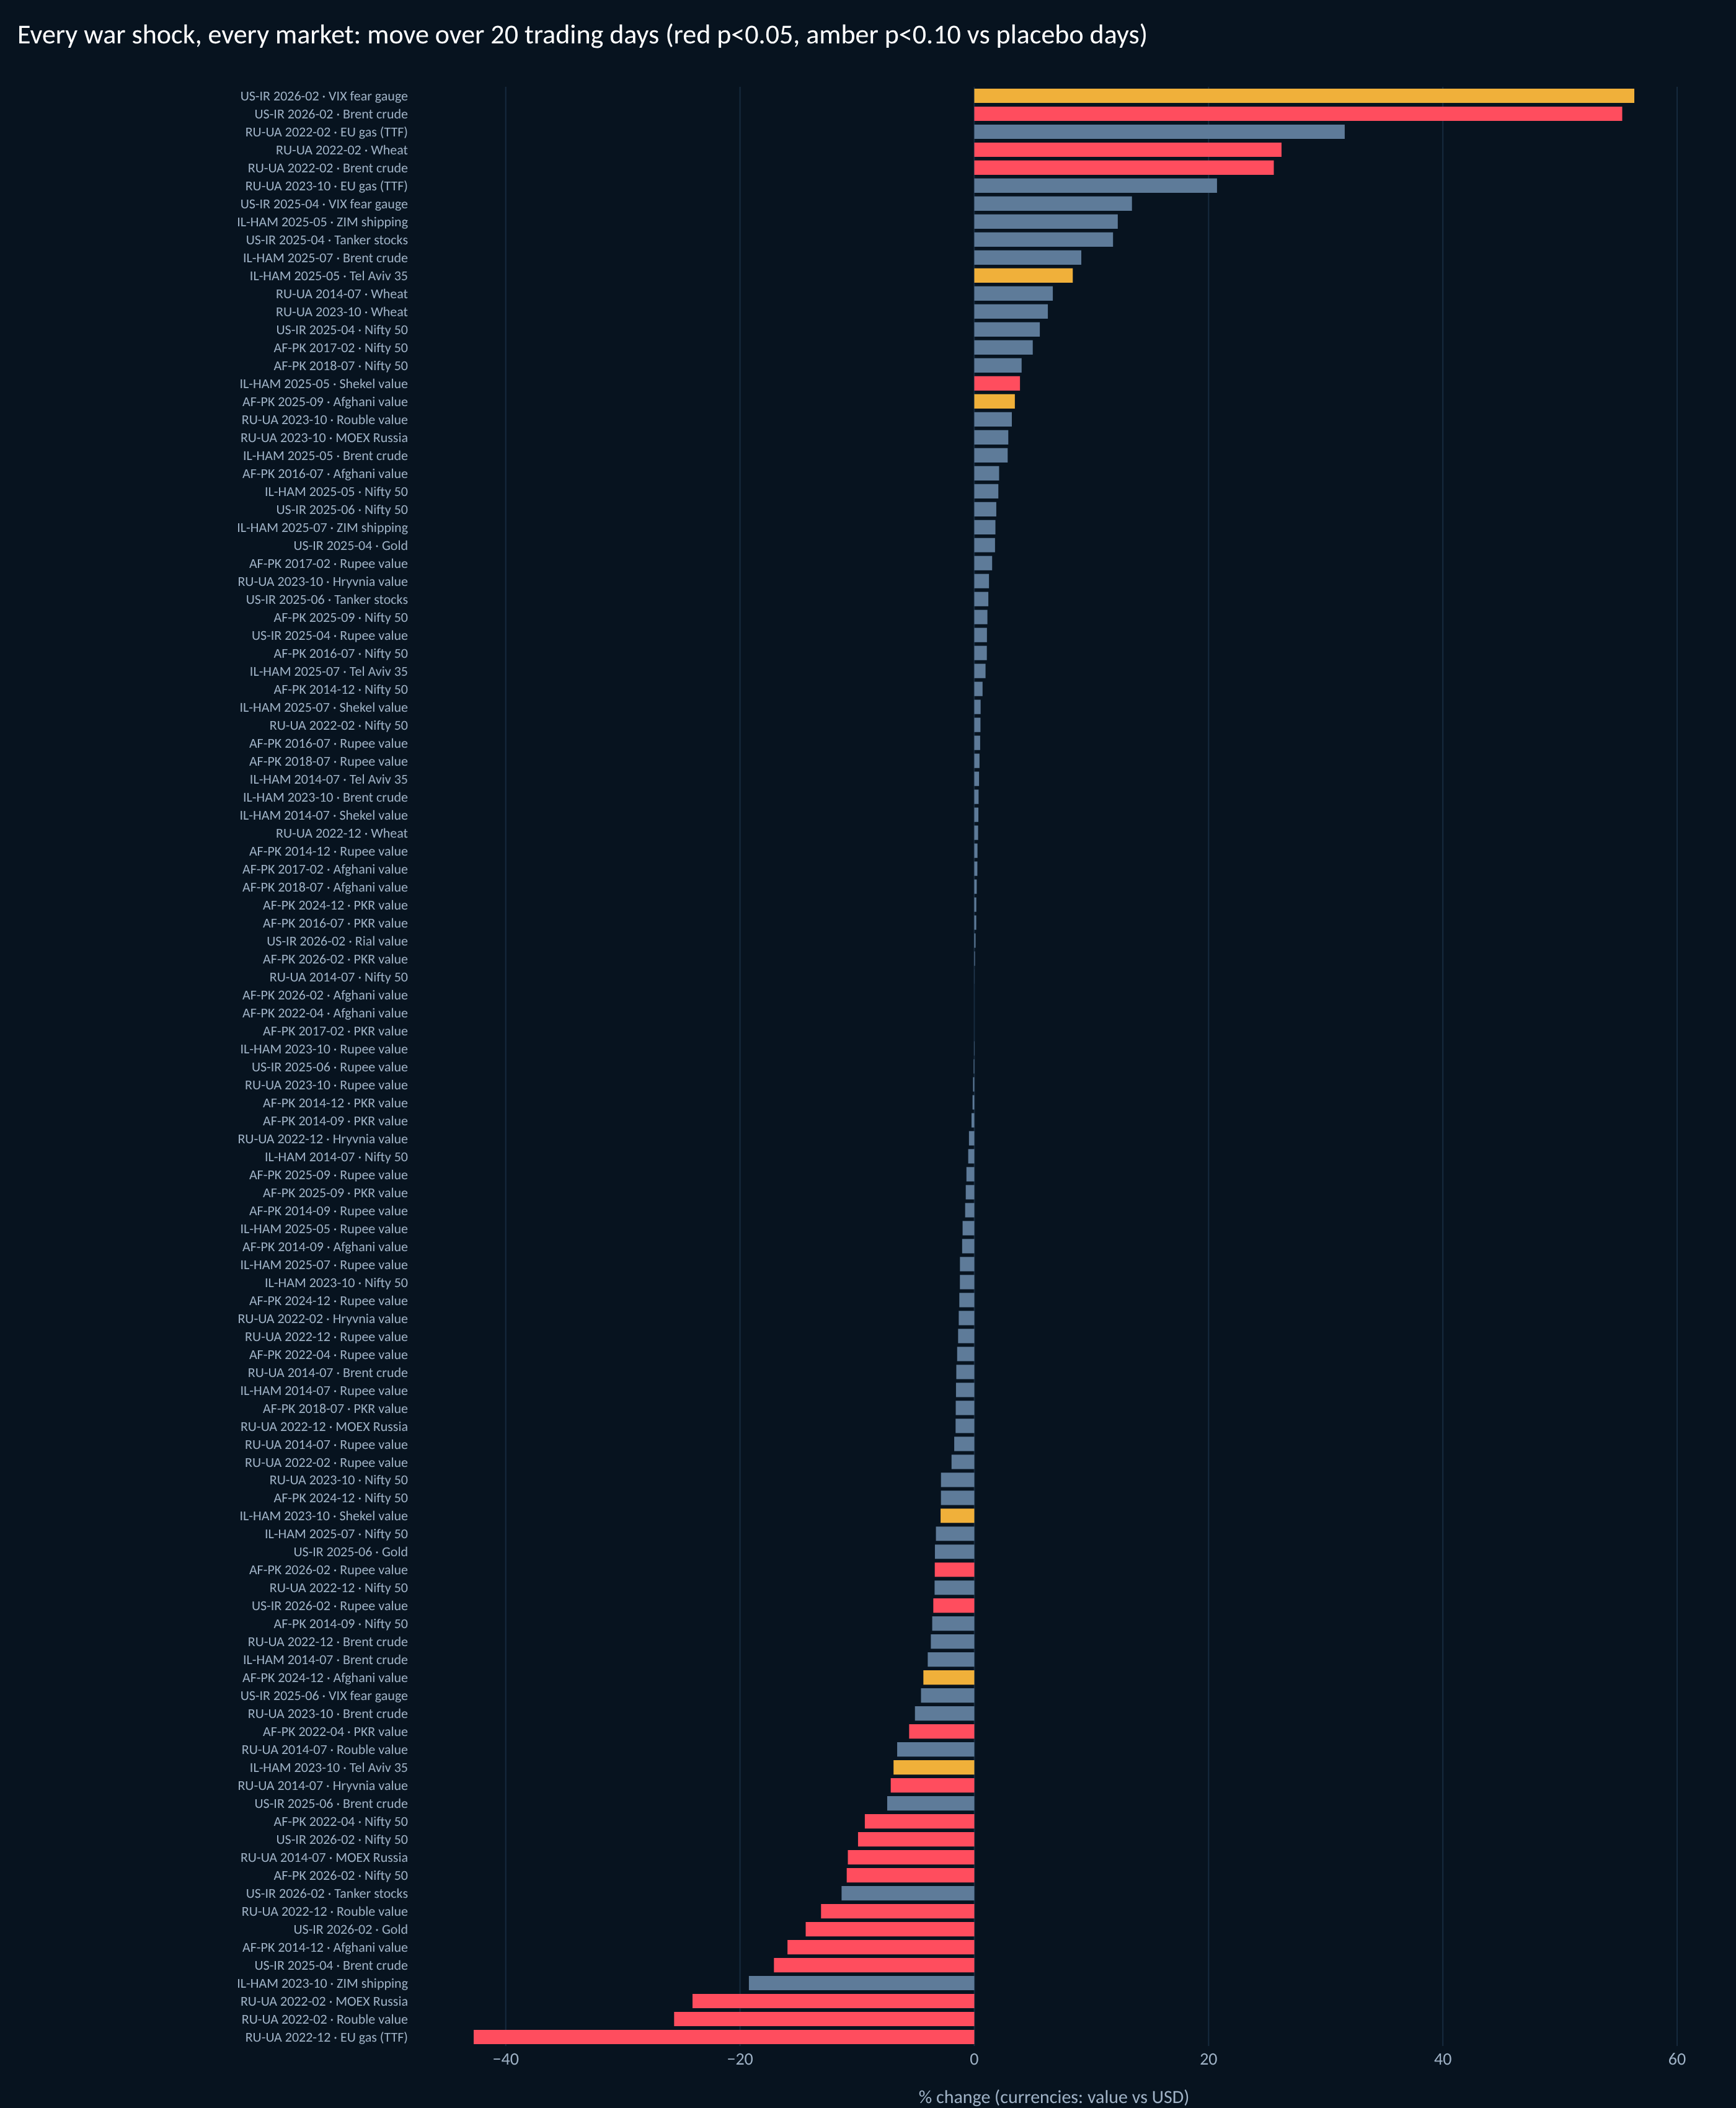 Every war shock, every market: move over 20 trading days (red p<0.05, amber p<0.10 vs placebo days)
US-IR 2026-02 · VIX fear gauge
US-IR 2026-02 · Brent crude
RU-UA 2022-02 · EU gas (TTF)
RU-UA 2022-02 · Wheat
RU-UA 2022-02 · Brent crude
RU-UA 2023-10 · EU gas (TTF)
US-IR 2025-04 · VIX fear gauge
IL-HAM 2025-05 · ZIM shipping
US-IR 2025-04 · Tanker stocks
IL-HAM 2025-07 · Brent crude
IL-HAM 2025-05 · Tel Aviv 35
RU-UA 2014-07 · Wheat
RU-UA 2023-10 · Wheat
US-IR 2025-04 · Nifty 50
AF-PK 2017-02 · Nifty 50
AF-PK 2018-07 · Nifty 50
IL-HAM 2025-05 · Shekel value
AF-PK 2025-09 · Afghani value
RU-UA 2023-10 · Rouble value
RU-UA 2023-10 · MOEX Russia
IL-HAM 2025-05 · Brent crude
AF-PK 2016-07 · Afghani value
IL-HAM 2025-05 · Nifty 50
US-IR 2025-06 · Nifty 50
IL-HAM 2025-07 · ZIM shipping
US-IR 2025-04 · Gold
AF-PK 2017-02 · Rupee value
RU-UA 2023-10 · Hryvnia value
US-IR 2025-06 · Tanker stocks
AF-PK 2025-09 · Nifty 50
US-IR 2025-04 · Rupee value
AF-PK 2016-07 · Nifty 50
IL-HAM 2025-07 · Tel Aviv 35
AF-PK 2014-12 · Nifty 50
IL-HAM 2025-07 · Shekel value
RU-UA 2022-02 · Nifty 50
AF-PK 2016-07 · Rupee value
AF-PK 2018-07 · Rupee value
IL-HAM 2014-07 · Tel Aviv 35
IL-HAM 2023-10 · Brent crude
IL-HAM 2014-07 · Shekel value
RU-UA 2022-12 · Wheat
AF-PK 2014-12 · Rupee value
AF-PK 2017-02 · Afghani value
AF-PK 2018-07 · Afghani value
AF-PK 2024-12 · PKR value
AF-PK 2016-07 · PKR value
US-IR 2026-02 · Rial value
AF-PK 2026-02 · PKR value
RU-UA 2014-07 · Nifty 50
AF-PK 2026-02 · Afghani value
AF-PK 2022-04 · Afghani value
AF-PK 2017-02 · PKR value
IL-HAM 2023-10 · Rupee value
US-IR 2025-06 · Rupee value
RU-UA 2023-10 · Rupee value
AF-PK 2014-12 · PKR value
AF-PK 2014-09 · PKR value
RU-UA 2022-12 · Hryvnia value
IL-HAM 2014-07 · Nifty 50
AF-PK 2025-09 · Rupee value
AF-PK 2025-09 · PKR value
AF-PK 2014-09 · Rupee value
IL-HAM 2025-05 · Rupee value
AF-PK 2014-09 · Afghani value
IL-HAM 2025-07 · Rupee value
IL-HAM 2023-10 · Nifty 50
AF-PK 2024-12 · Rupee value
RU-UA 2022-02 · Hryvnia value
RU-UA 2022-12 · Rupee value
AF-PK 2022-04 · Rupee value
RU-UA 2014-07 · Brent crude
IL-HAM 2014-07 · Rupee value
AF-PK 2018-07 · PKR value
RU-UA 2022-12 · MOEX Russia
RU-UA 2014-07 · Rupee value
RU-UA 2022-02 · Rupee value
RU-UA 2023-10 · Nifty 50
AF-PK 2024-12 · Nifty 50
IL-HAM 2023-10 · Shekel value
IL-HAM 2025-07 · Nifty 50
US-IR 2025-06 · Gold
AF-PK 2026-02 · Rupee value
RU-UA 2022-12 · Nifty 50
US-IR 2026-02 · Rupee value
AF-PK 2014-09 · Nifty 50
RU-UA 2022-12 · Brent crude
IL-HAM 2014-07 · Brent crude
AF-PK 2024-12 · Afghani value
US-IR 2025-06 · VIX fear gauge
RU-UA 2023-10 · Brent crude
AF-PK 2022-04 · PKR value
RU-UA 2014-07 · Rouble value
IL-HAM 2023-10 · Tel Aviv 35
RU-UA 2014-07 · Hryvnia value
US-IR 2025-06 · Brent crude
AF-PK 2022-04 · Nifty 50
US-IR 2026-02 · Nifty 50
RU-UA 2014-07 · MOEX Russia
AF-PK 2026-02 · Nifty 50
US-IR 2026-02 · Tanker stocks
RU-UA 2022-12 · Rouble value
US-IR 2026-02 · Gold
AF-PK 2014-12 · Afghani value
US-IR 2025-04 · Brent crude
IL-HAM 2023-10 · ZIM shipping
RU-UA 2022-02 · MOEX Russia
RU-UA 2022-02 · Rouble value
RU-UA 2022-12 · EU gas (TTF)
−40 −20 0 20 40 60
% change (currencies: value vs USD)